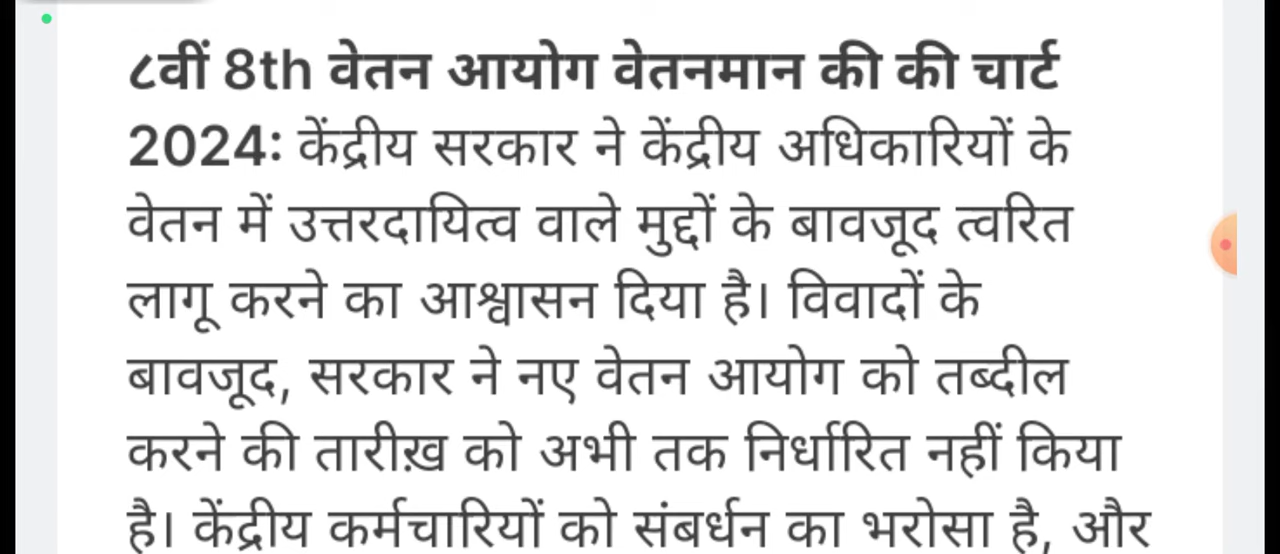 ८वीं 8th वेतन आयोग वेतनमान की की चार्ट
2024: केंद्रीय सरकार ने केंद्रीय अधिकारियों के
वेतन में उत्तरदायित्व वाले मुद्दों के बावजूद त्वरित
लागू करने का आश्वासन दिया है। विवादों के
बावजूद, सरकार ने नए वेतन आयोग को तब्दील
करने की तारीख़ को अभी तक निर्धारित नहीं किया
है। केंद्रीय कर्मचारियों को संबर्धन का भरोसा है, और